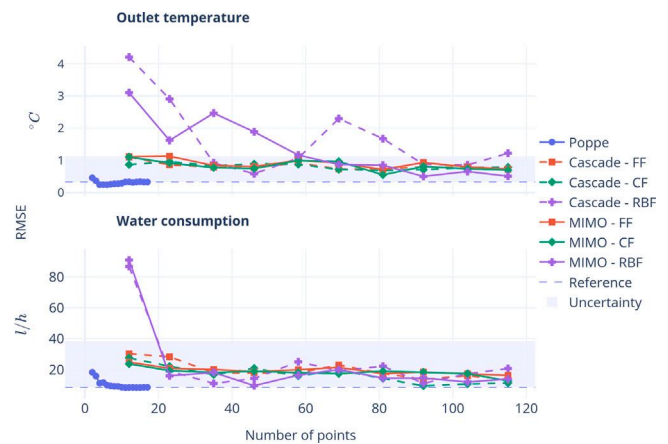 Outlet temperature
4
3
2
1
0
°C
RMSE
Water consumption
80
60
40
20
l/h
0
20
40
60
80
100
120
Number of points
Poppe
Cascade - FF
Cascade - CF
Cascade - RBF
MIMO - FF
MIMO - CF
MIMO - RBF
Reference
Uncertainty